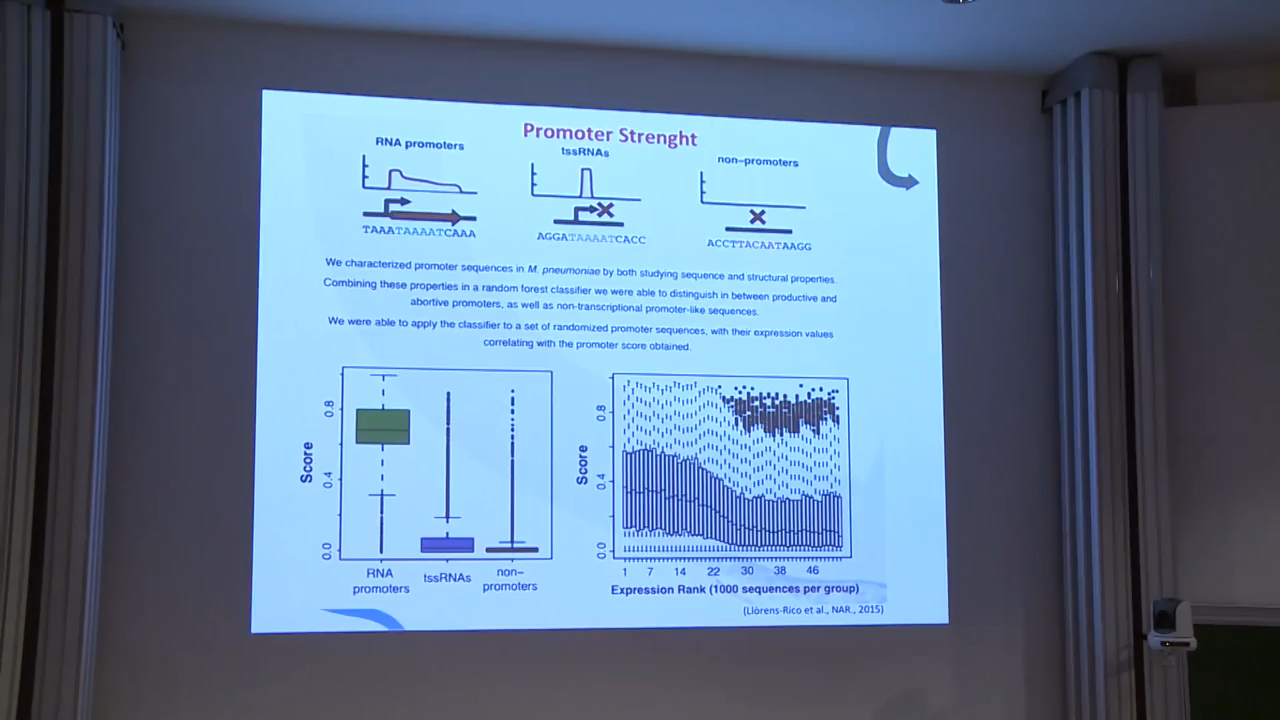 Promoter Strenght
RNA promoters
tssRNAs
non-promoters
TAAATAAAATCAAA
AGGATAAAATCACC
ACCTTACAATAAGG
We characterized promoter sequences in M. pneumoniae by both studying sequence and structural properties.
Combining these properties in a random forest classifier we were able to distinguish in between productive and
abortive promoters, as well as non-transcriptional promoter-like sequences.
We were able to apply the classifier to a set of randomized promoter sequences, with their expression values
correlating with the promoter score obtained.
Score
0.8
0.4
0.0
RNA
promoters
tssRNAs
non-
promoters
Score
0.8
0.4
0.0
1 7 14 22 30 38 46
Expression Rank (1000 sequences per group)
(Llòrens-Rico et al., NAR., 2015)